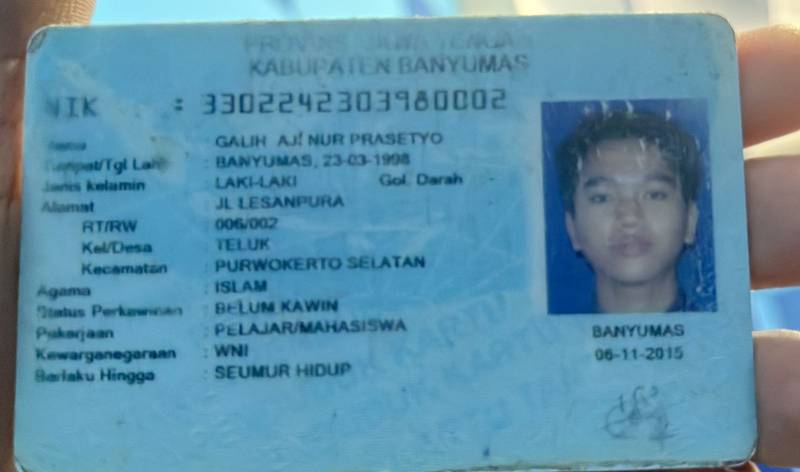 PROVINSI JAWA TENGAH
KABUPATEN BANYUMAS
NIK : 3302242303980002
Nama : GALIH AJI NUR PRASETYO
Tempat/Tgl Lahir : BANYUMAS, 23-03-1998
Jenis kelamin : LAKI-LAKI Gol. Darah
Alamat : JL LESANPURA
RT/RW : 006/002
Kel/Desa : TELUK
Kecamatan : PURWOKERTO SELATAN
Agama : ISLAM
Status Perkawinan : BELUM KAWIN
Pekerjaan : PELAJAR/MAHASISWA
Kewarganegaraan : WNI
Berlaku Hingga : SEUMUR HIDUP
BANYUMAS
06-11-2015